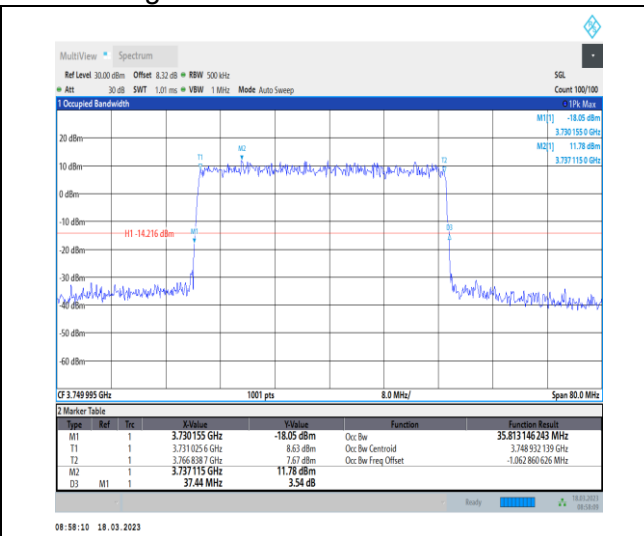 MultiView Spectrum
Ref Level 30.00 dBm Offset 8.32 dB RBW 500 kHz SGL
Att 30 dB SWT 1.01 ms VBW 1 MHz Mode Auto Sweep Count 100/100
1 Occupied Bandwidth 1Pk Max
M1[1] -18.05 dBm
3.730 155 0 GHz
M2[1] 11.78 dBm
3.737 115 0 GHz
20 dBm
M2
T1 T2
10 dBm
0 dBm
-10 dBm
H1 -14.216 dBm M1 D3
-20 dBm
-30 dBm
-40 dBm
-50 dBm
-60 dBm
CF 3.749 995 GHz 1001 pts 8.0 MHz/ Span 80.0 MHz
2 Marker Table
Type Ref Trc X-Value Y-Value Function Function Result
M1 1 3.730155 GHz -18.05 dBm Occ Bw 35.813 146 243 MHz
T1 1 3.731 025 6 GHz 8.63 dBm Occ Bw Centroid 3.748 932 139 GHz
T2 1 3.766 838 7 GHz 7.67 dBm Occ Bw Freq Offset -1.062 860 626 MHz
M2 1 3.737115 GHz 11.78 dBm
D3 M1 1 37.44 MHz 3.54 dB
Ready 18.03.2023
08:58:09
08:58:10 18.03.2023